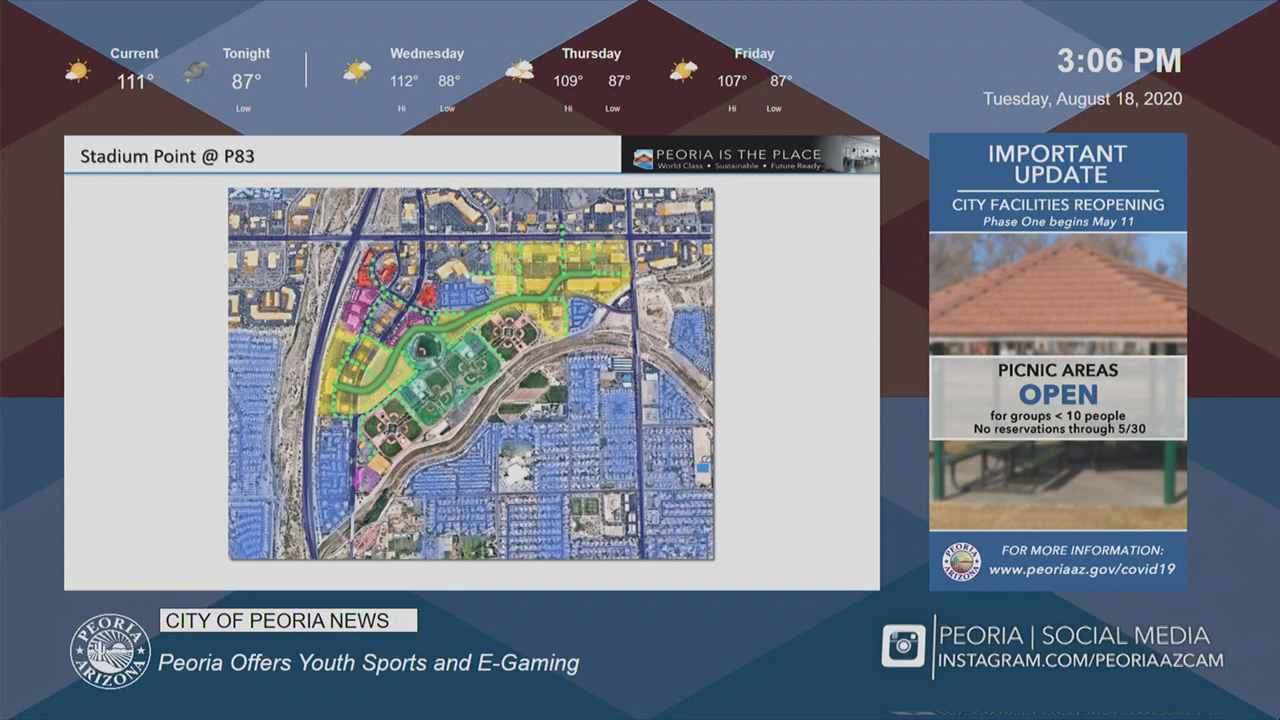 Current
111°
Tonight
87°
Low
Wednesday
112° 88°
Hi Low
Thursday
109° 87°
Hi Low
Friday
107° 87°
Hi Low
3:06 PM
Tuesday, August 18, 2020
Stadium Point @ P83
PEORIA IS THE PLACE
World Class • Sustainable • Future Ready
IMPORTANT
UPDATE
CITY FACILITIES REOPENING
Phase One begins May 11
PICNIC AREAS
OPEN
for groups < 10 people
No reservations through 5/30
PEORIA
ARIZONA
FOR MORE INFORMATION:
www.peoriaaz.gov/covid19
PEORIA
ARIZONA
CITY OF PEORIA NEWS
Peoria Offers Youth Sports and E-Gaming
PEORIA | SOCIAL MEDIA
INSTAGRAM.COM/PEORIAAZCAM